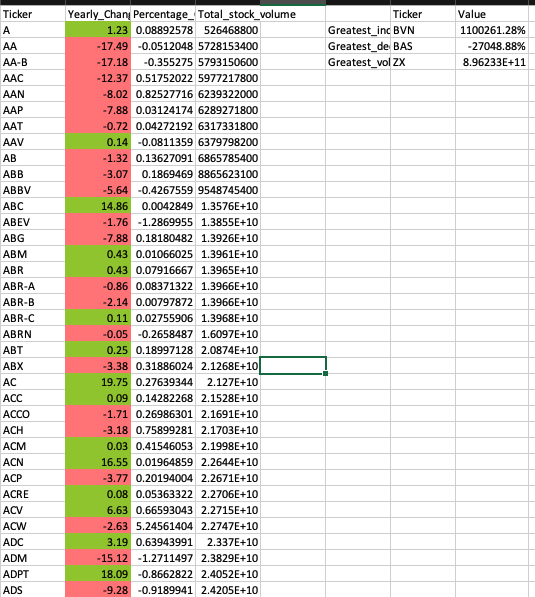 Ticker Yearly_Chang Percentage_ Total_stock_volume Ticker Value
A 1.23 0.08892578 526468800 Greatest_inc BVN 1100261.28%
AA -17.49 -0.0512048 5728153400 Greatest_de BAS -27048.88%
AA-B -17.18 -0.355275 5793150600 Greatest_vol ZX 8.96233E+11
AAC -12.37 0.51752022 5977217800
AAN -8.02 0.82527716 6239322000
AAP -7.88 0.03124174 6289271800
AAT -0.72 0.04272192 6317331800
AAV 0.14 -0.0811359 6379798200
AB -1.32 0.13627091 6865785400
ABB -3.07 0.1869469 8865623100
ABBV -5.64 -0.4267559 9548745400
ABC 14.86 0.0042849 1.3576E+10
ABEV -1.76 -1.2869955 1.3855E+10
ABG -7.88 0.18180482 1.3926E+10
ABM 0.43 0.01066025 1.3961E+10
ABR 0.43 0.07916667 1.3965E+10
ABR-A -0.86 0.08371322 1.3966E+10
ABR-B -2.14 0.00797872 1.3966E+10
ABR-C 0.11 0.02755906 1.3968E+10
ABRN -0.05 -0.2658487 1.6097E+10
ABT 0.25 0.18997128 2.0874E+10
ABX -3.38 0.31886024 2.1268E+10
AC 19.75 0.27639344 2.127E+10
ACC 0.09 0.14282268 2.1528E+10
ACCO -1.71 0.26986301 2.1691E+10
ACH -3.18 0.75899281 2.1703E+10
ACM 0.03 0.41546053 2.1998E+10
ACN 16.55 0.01964859 2.2644E+10
ACP -3.77 0.20194004 2.2671E+10
ACRE 0.08 0.05363322 2.2706E+10
ACV 6.63 0.66593043 2.2715E+10
ACW -2.63 5.24561404 2.2747E+10
ADC 3.19 0.63943991 2.337E+10
ADM -15.12 -1.2711497 2.3829E+10
ADPT 18.09 -0.8662822 2.4052E+10
ADS -9.28 -0.9189941 2.4205E+10